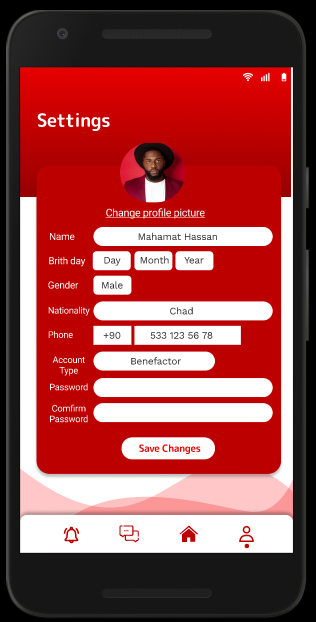 Settings
Change profile picture
Name Mahamat Hassan
Brith day Day Month Year
Gender Male
Nationality Chad
Phone +90 533 123 56 78
Account
Type Benefactor
Password
Comfirm
Password
Save Changes